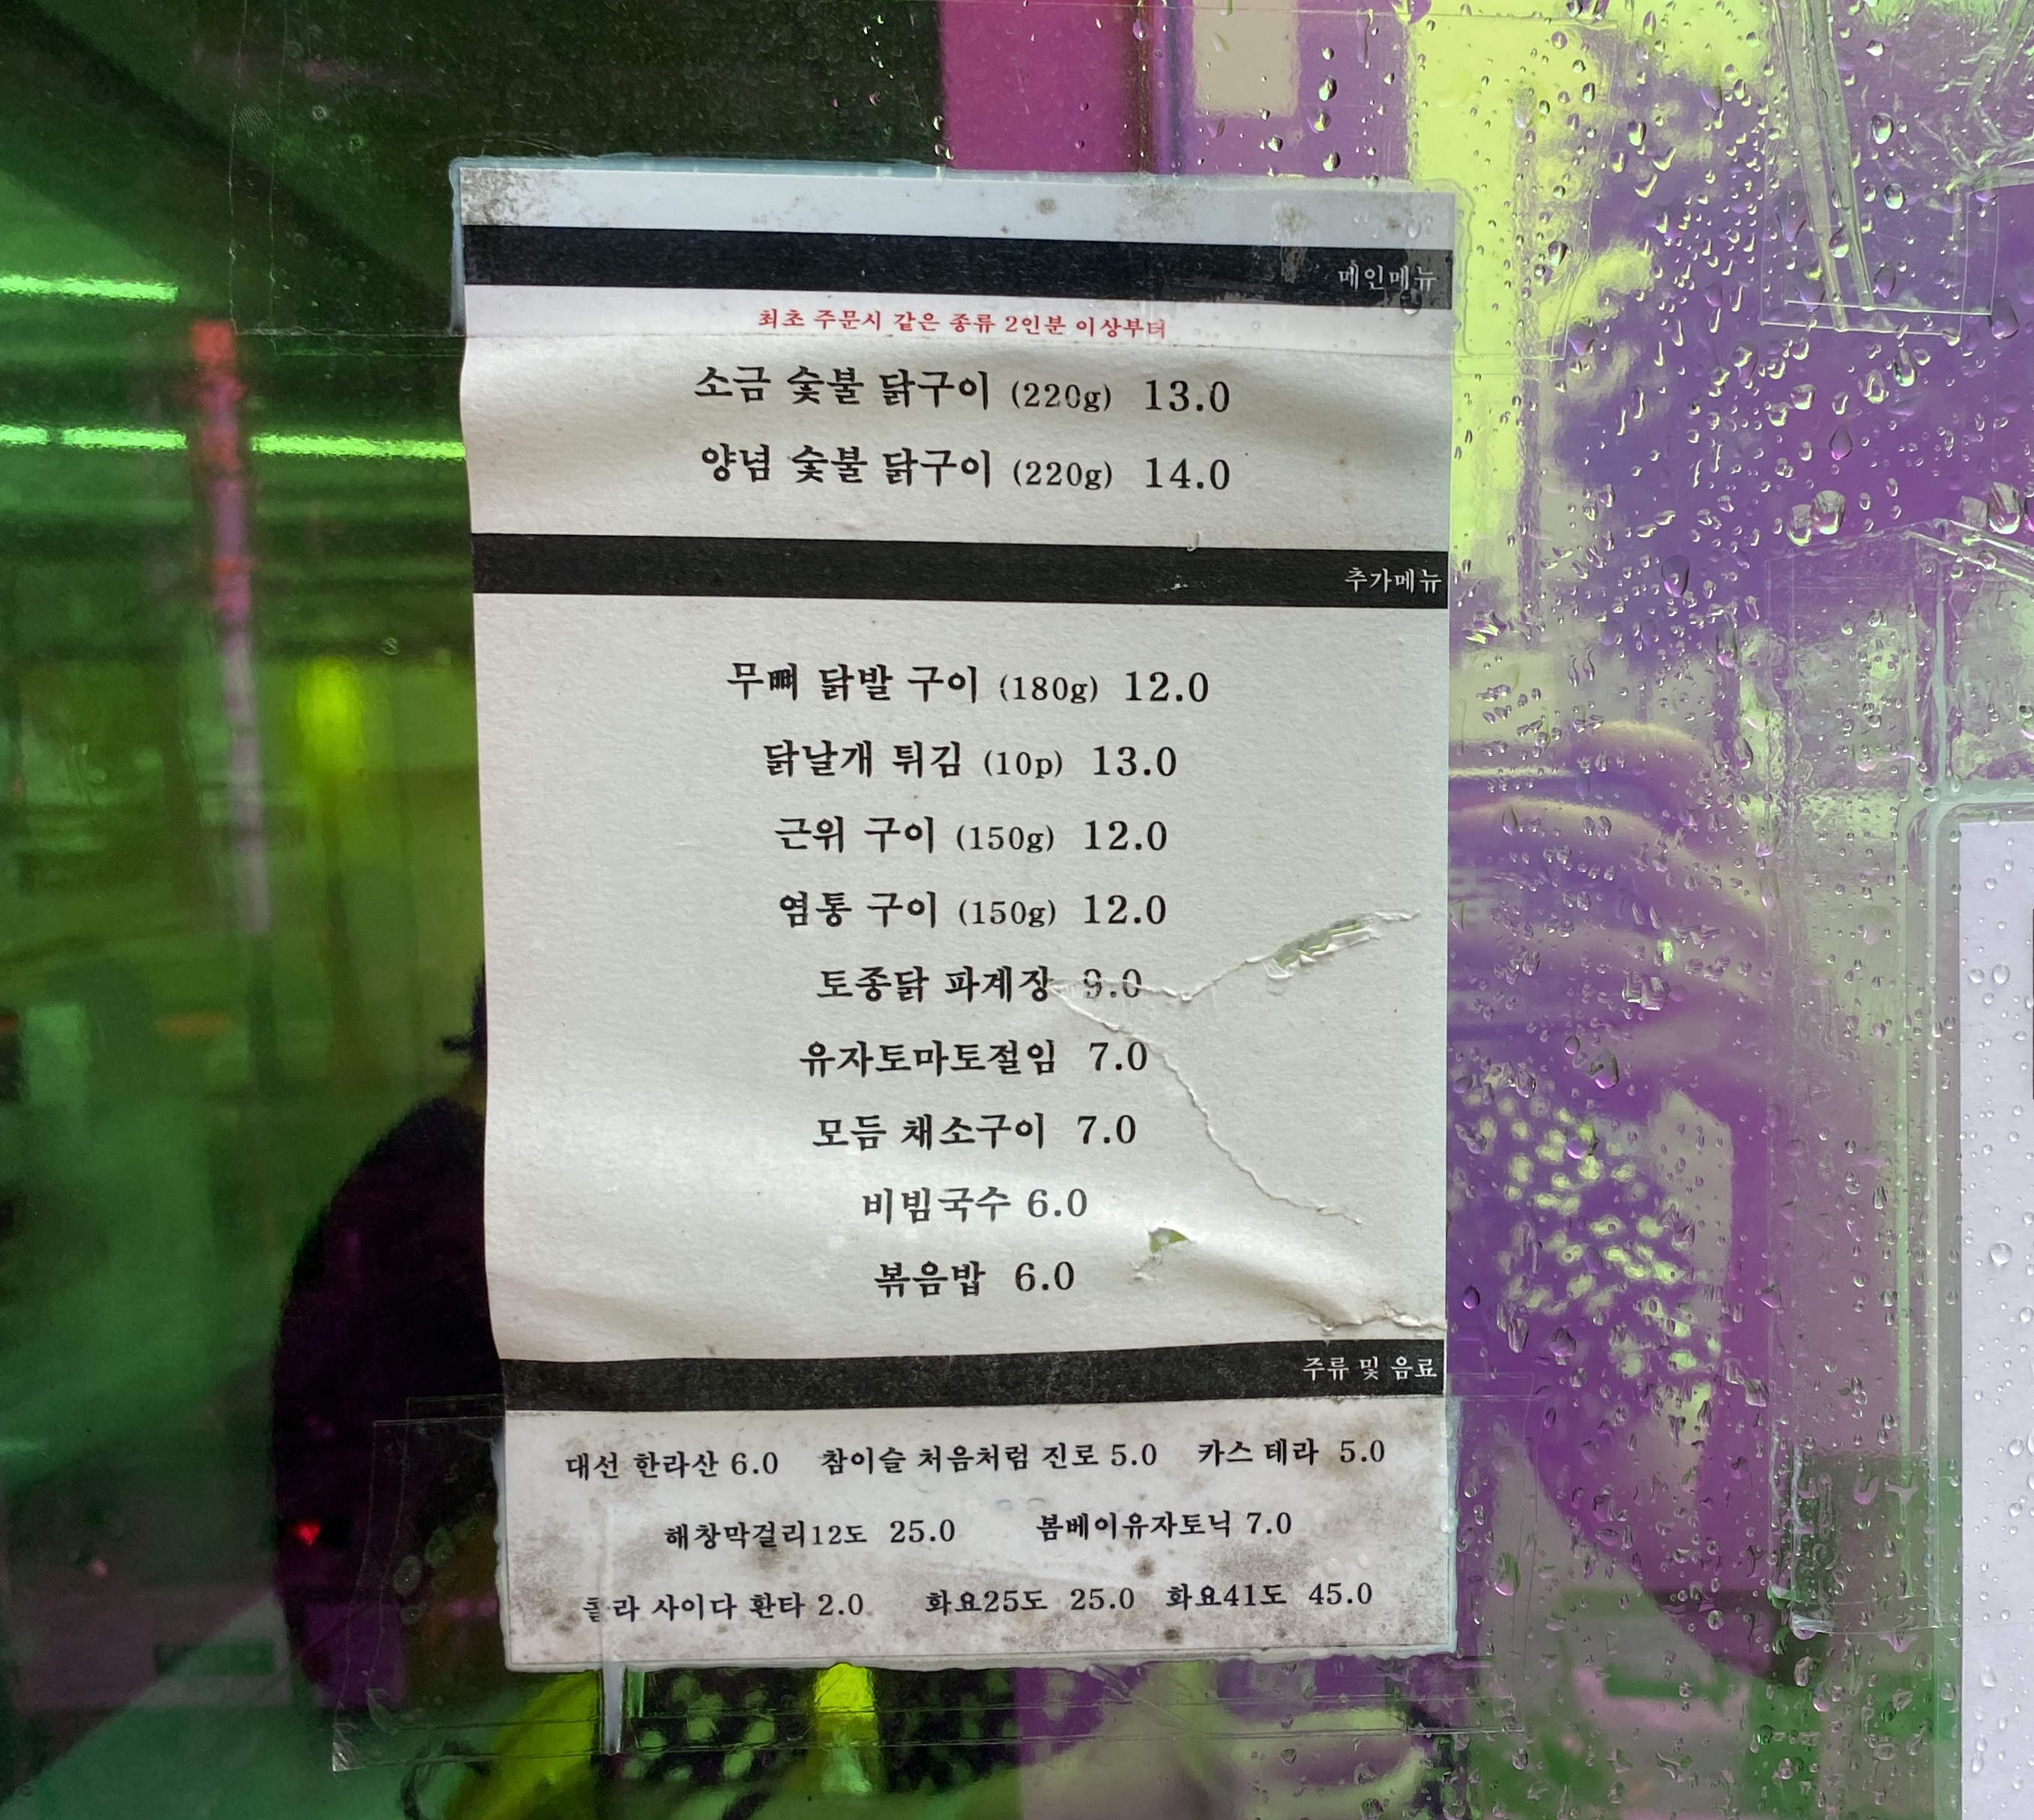 메인메뉴
최초 주문시 같은 종류 2인분 이상부터
소금 숯불 닭구이 (220g) 13.0
양념 숯불 닭구이 (220g) 14.0
추가메뉴
무뼈 닭발 구이 (180g) 12.0
닭날개 튀김 (10p) 13.0
근위 구이 (150g) 12.0
염통 구이 (150g) 12.0
토종닭 파계장 9.0
유자토마토절임 7.0
모듬 채소구이 7.0
비빔국수 6.0
볶음밥 6.0
주류 및 음료
대선 한라산 6.0 참이슬 처음처럼 진로 5.0 카스 테라 5.0
해창막걸리12도 25.0 봄베이유자토닉 7.0
콜라 사이다 환타 2.0 화요25도 25.0 화요41도 45.0